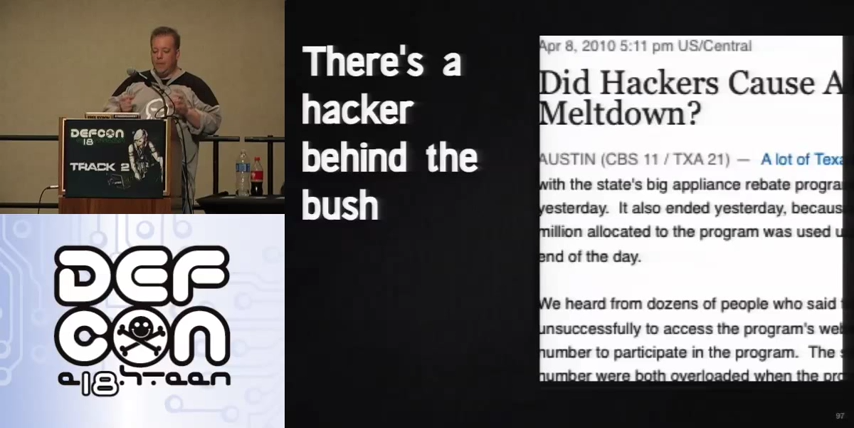 DEFCON
18
TRACK 2
DEF
CON
There's a
hacker
behind the
bush
Apr 8, 2010 5:11 pm US/Central
Did Hackers Cause A
Meltdown?
AUSTIN (CBS 11 / TXA 21) — A lot of Texa
with the state's big appliance rebate progra
yesterday. It also ended yesterday, becaus
million allocated to the program was used u
end of the day.
We heard from dozens of people who said
unsuccessfully to access the program's we
number to participate in the program. The
number were both overloaded when the pro
97